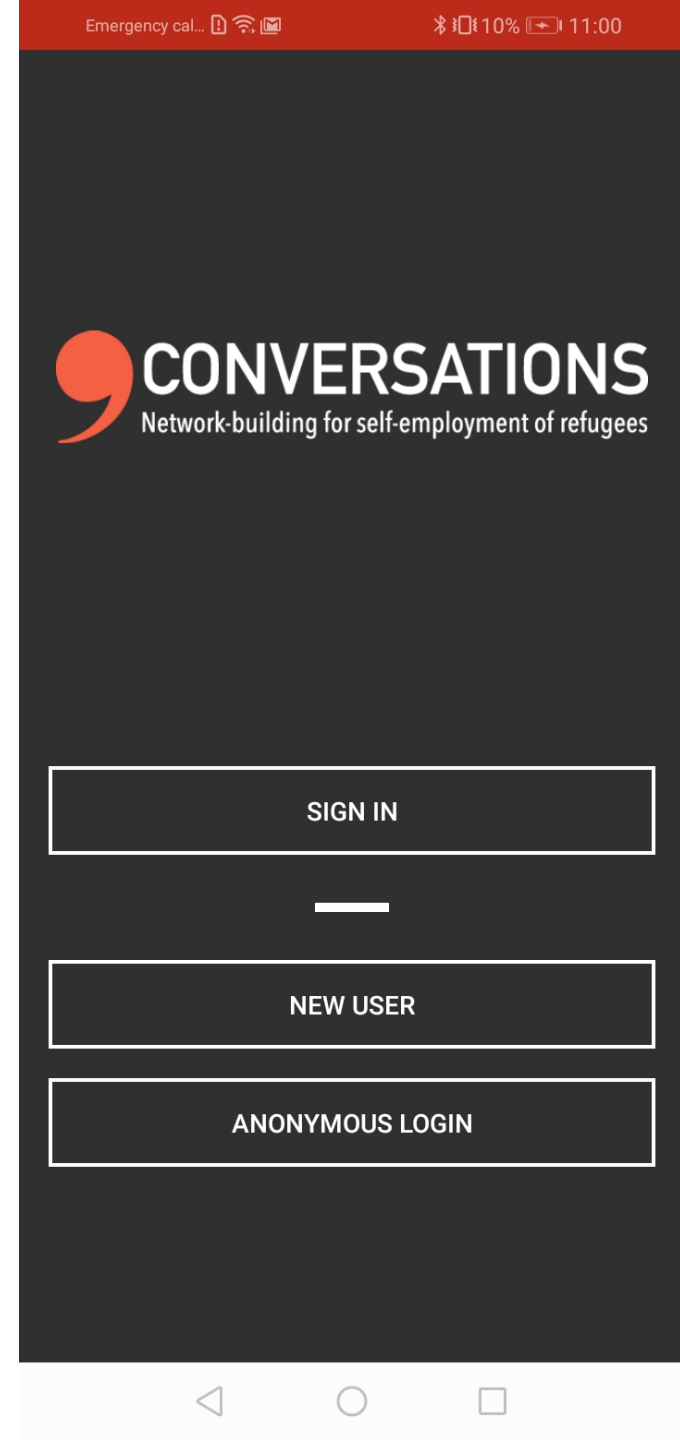 Emergency cal... 10% 11:00
CONVERSATIONS
Network-building for self-employment of refugees
SIGN IN
NEW USER
ANONYMOUS LOGIN